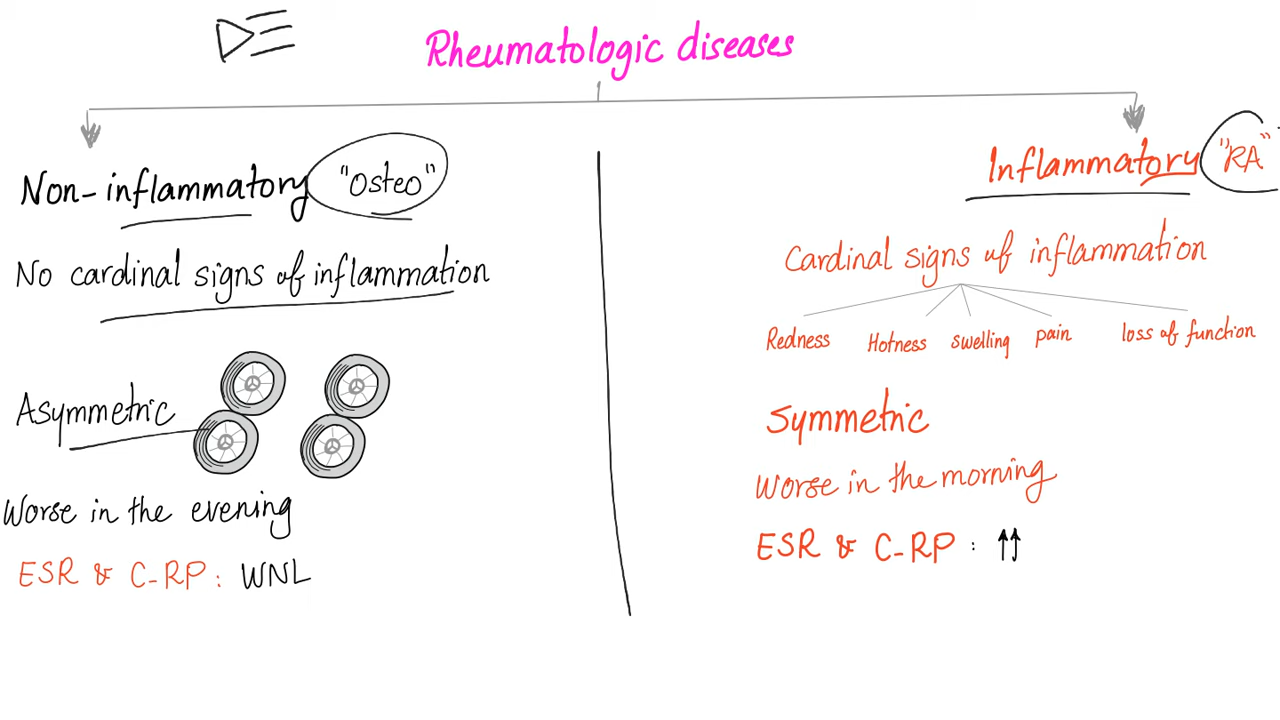 Rheumatologic diseases
Non-inflammatory "Osteo"
No cardinal signs of inflammation
Asymmetric
Worse in the evening
ESR & C-RP: WNL
Inflammatory "RA"
Cardinal signs of inflammation
Redness Hotness swelling pain loss of function
Symmetric
Worse in the morning
ESR & C-RP: ↑↑